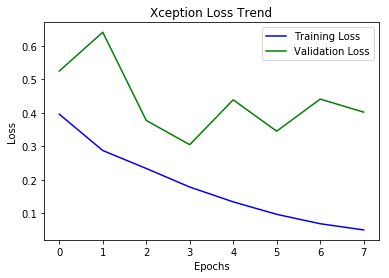 Xception Loss Trend
Training Loss
Validation Loss
Loss
0.6
0.5
0.4
0.3
0.2
0.1
0 1 2 3 4 5 6 7
Epochs